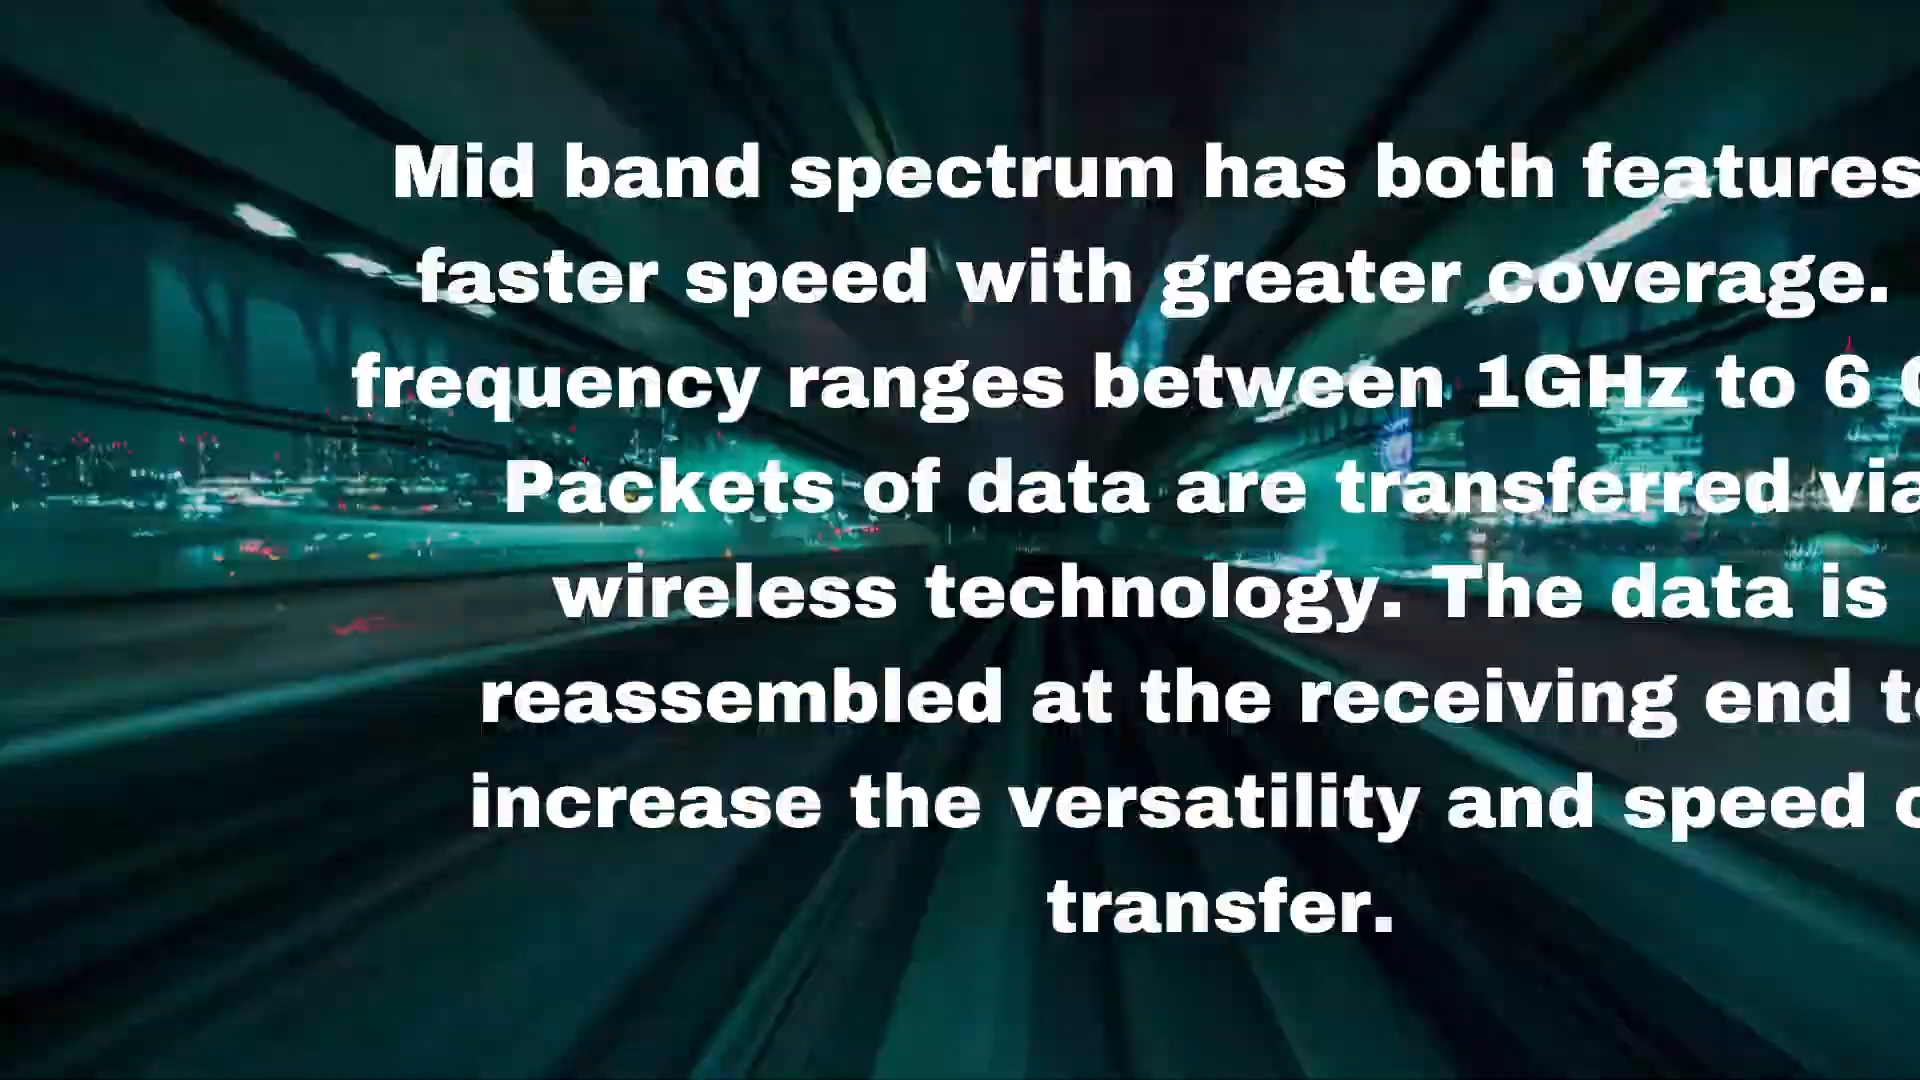 Mid band spectrum has both features
faster speed with greater coverage.
frequency ranges between 1GHz to 6
Packets of data are transferred via
wireless technology. The data is
reassembled at the receiving end
increase the versatility and speed
transfer.